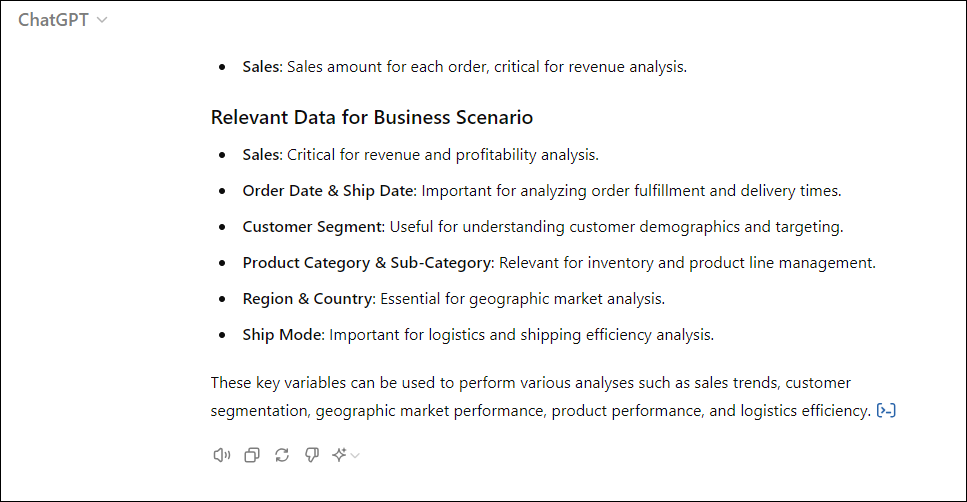 ChatGPT
• Sales: Sales amount for each order, critical for revenue analysis.
Relevant Data for Business Scenario
• Sales: Critical for revenue and profitability analysis.
• Order Date & Ship Date: Important for analyzing order fulfillment and delivery times.
• Customer Segment: Useful for understanding customer demographics and targeting.
• Product Category & Sub-Category: Relevant for inventory and product line management.
• Region & Country: Essential for geographic market analysis.
• Ship Mode: Important for logistics and shipping efficiency analysis.
These key variables can be used to perform various analyses such as sales trends, customer
segmentation, geographic market performance, product performance, and logistics efficiency. [>-]